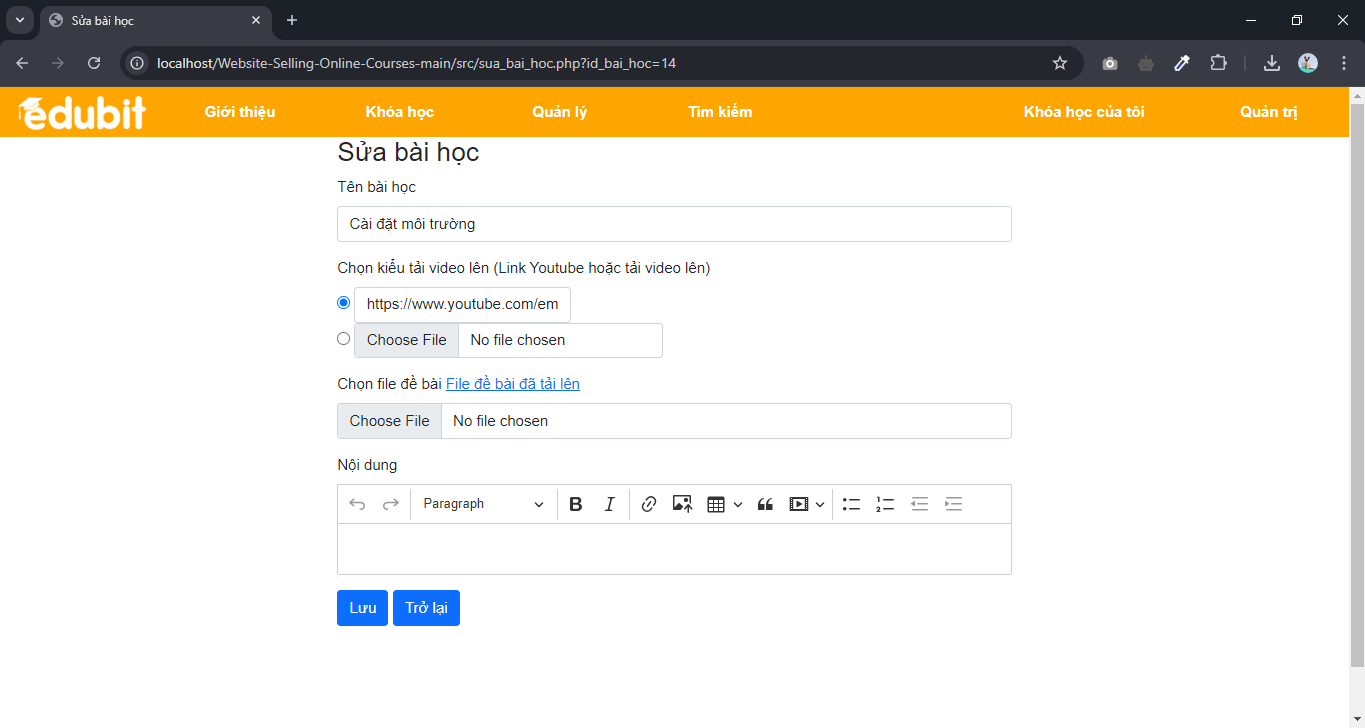 Sửa bài học
localhost/Website-Selling-Online-Courses-main/src/sua_bai_hoc.php?id_bai_hoc=14
edubit Giới thiệu Khóa học Quản lý Tìm kiếm Khóa học của tôi Quản trị
Sửa bài học
Tên bài học
Cài đặt môi trường
Chọn kiểu tải video lên (Link Youtube hoặc tải video lên)
https://www.youtube.com/em
Choose File No file chosen
Chọn file đề bài File đề bài đã tải lên
Choose File No file chosen
Nội dung
Paragraph B I
Lưu Trở lại